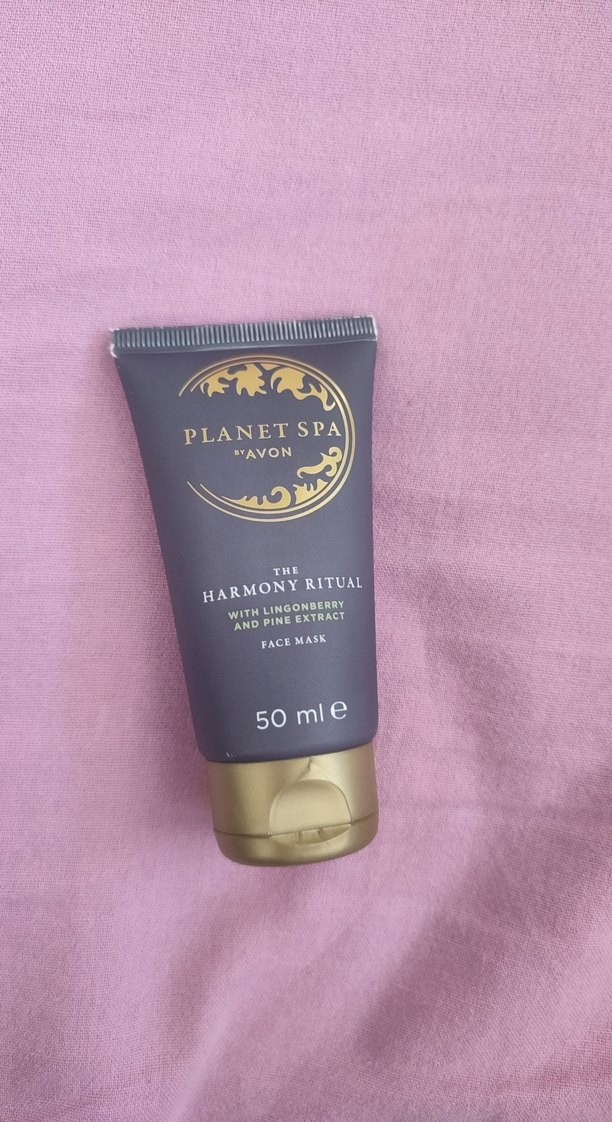 PLANET SPA
BY AVON
THE
HARMONY RITUAL
WITH LINGONBERRY
AND PINE EXTRACT
FACE MASK
50 ml ℮